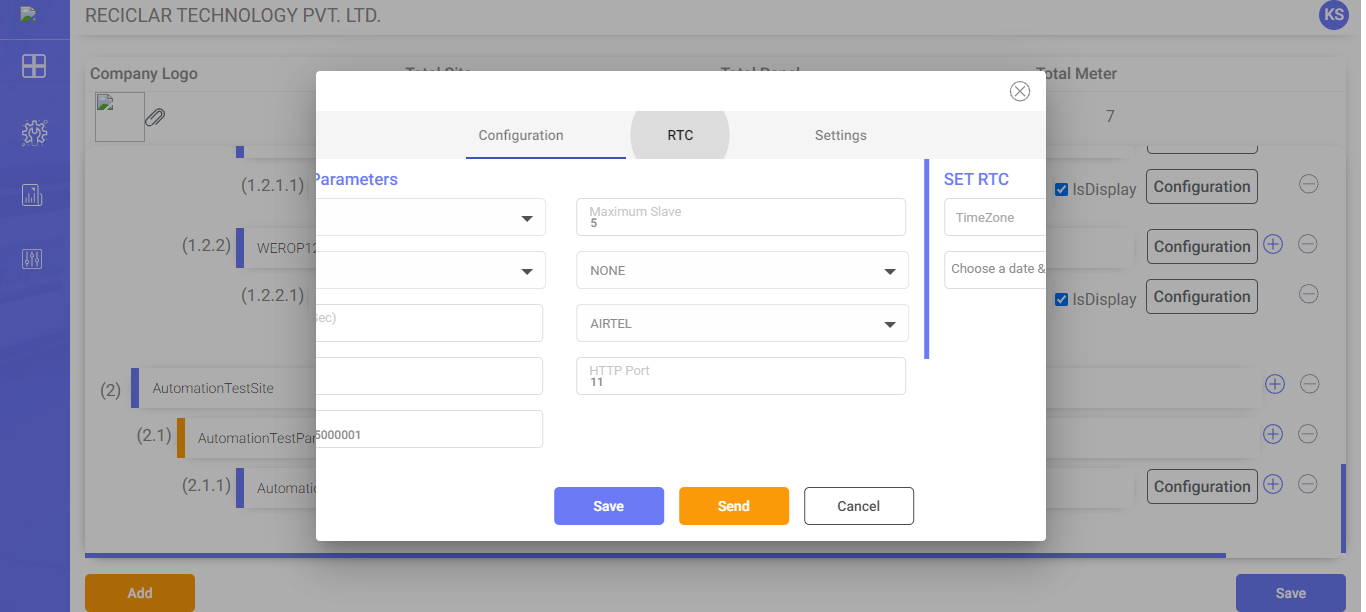 RECICLAR TECHNOLOGY PVT. LTD.
KS
Company Logo
Total Site
Total Panel
Total Meter
7
Configuration
RTC
Settings
Parameters
SET RTC
Maximum Slave
5
TimeZone
NONE
Choose a date &
Sec)
AIRTEL
HTTP Port
11
5000001
Save
Send
Cancel
(1.2.1.1)
IsDisplay
Configuration
(1.2.2)
WEROP12
Configuration
(1.2.2.1)
IsDisplay
Configuration
(2)
AutomationTestSite
(2.1)
AutomationTestPan
(2.1.1)
Automatio
Configuration
Add
Save